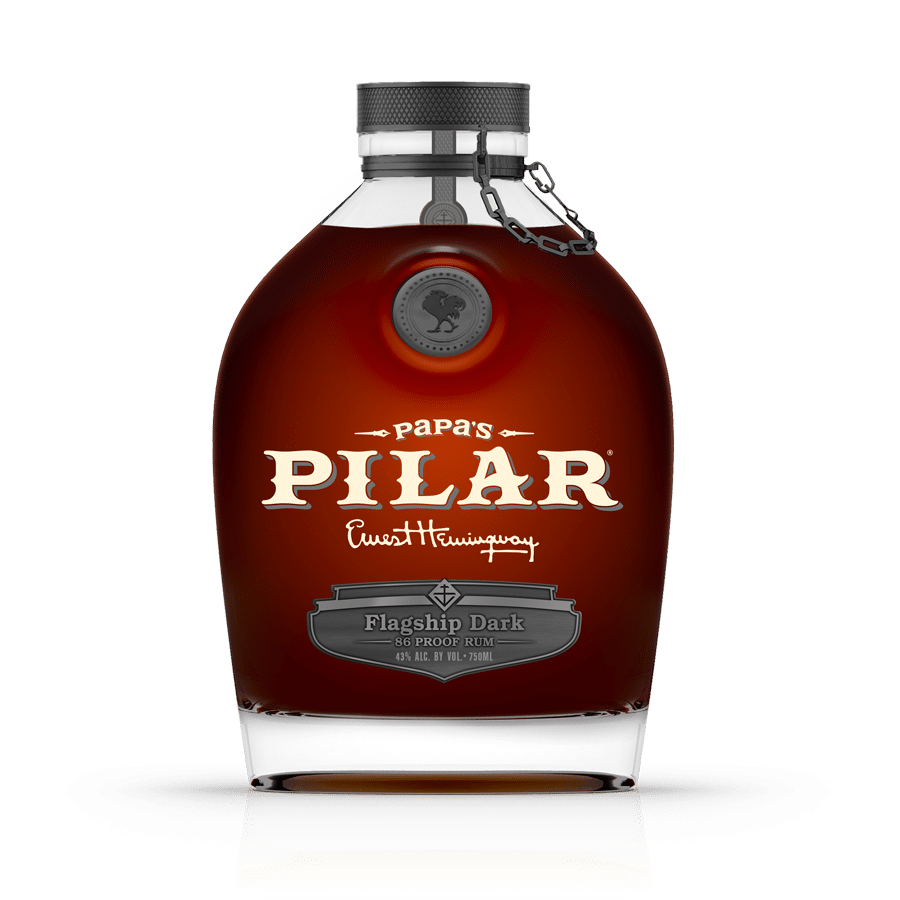 PaPa's
PILAR®
Ernest Hemingway
Flagship Dark
86 PROOF RUM
43% ALC. BY VOL. • 750ML